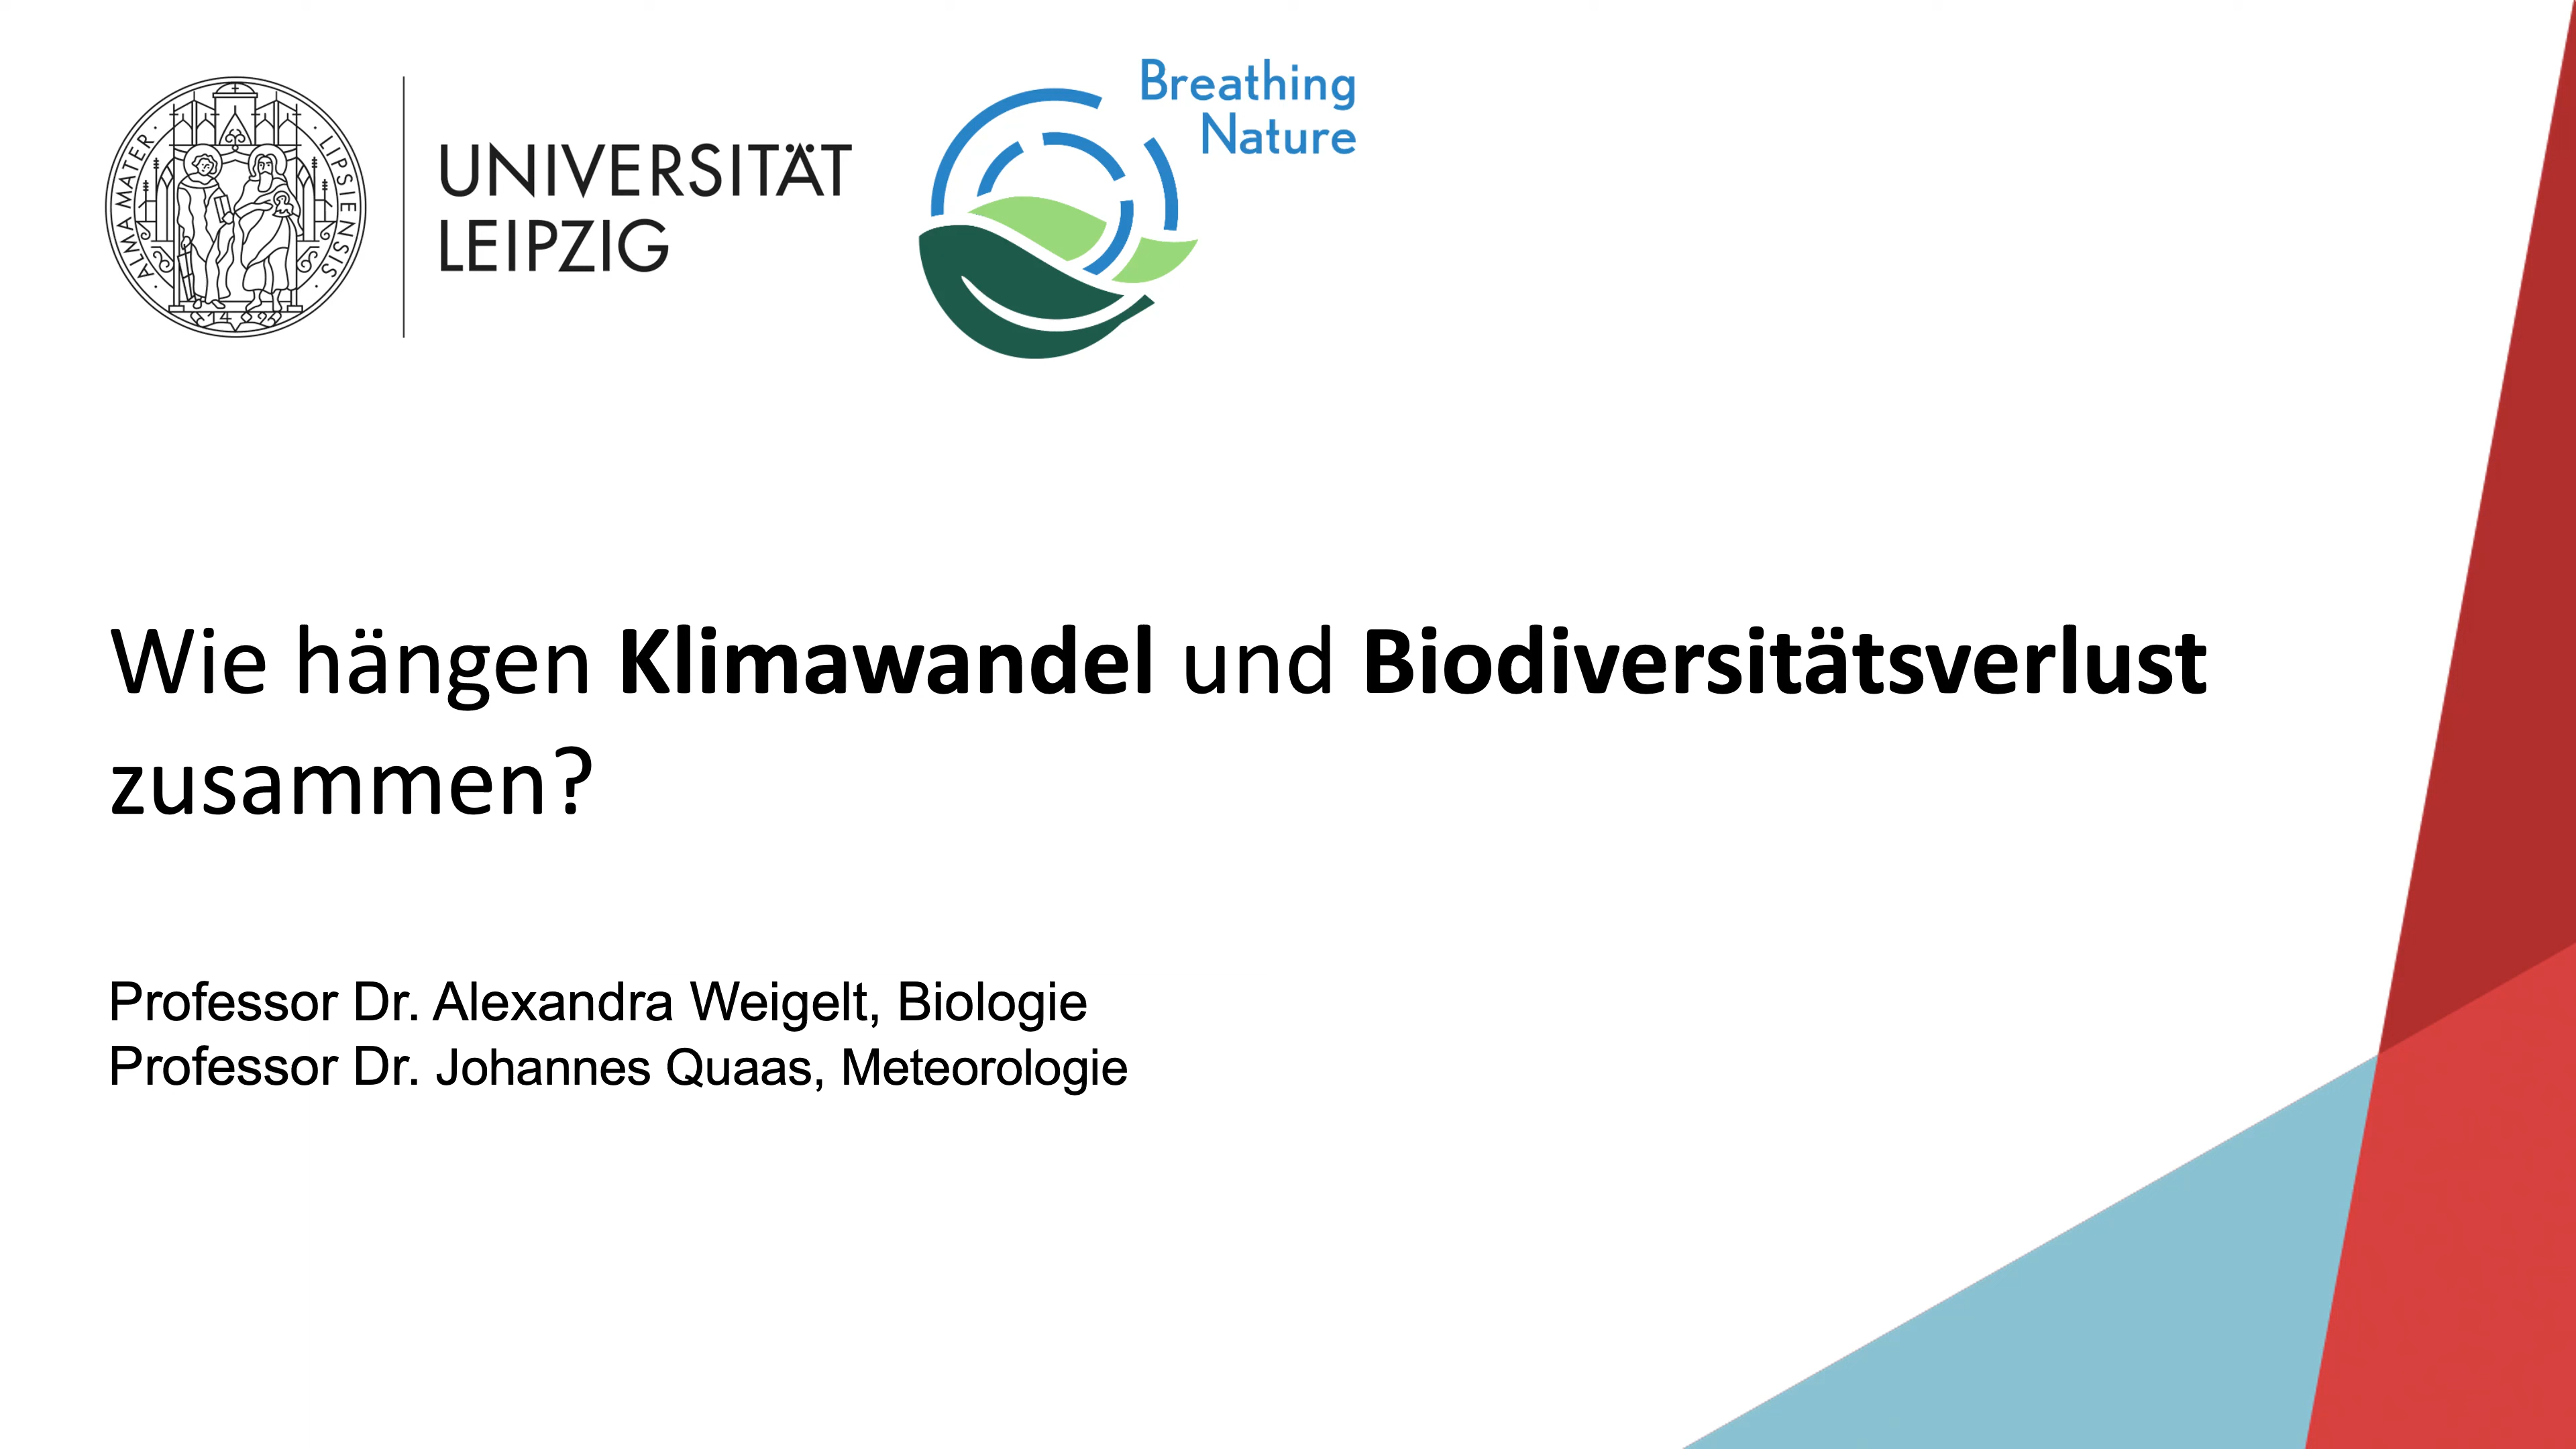 ALMA MATER
LIPSIENSIS
UNIVERSITÄT
LEIPZIG
Breathing
Nature
Wie hängen Klimawandel und Biodiversitätsverlust
zusammen?
Professor Dr. Alexandra Weigelt, Biologie
Professor Dr. Johannes Quaas, Meteorologie